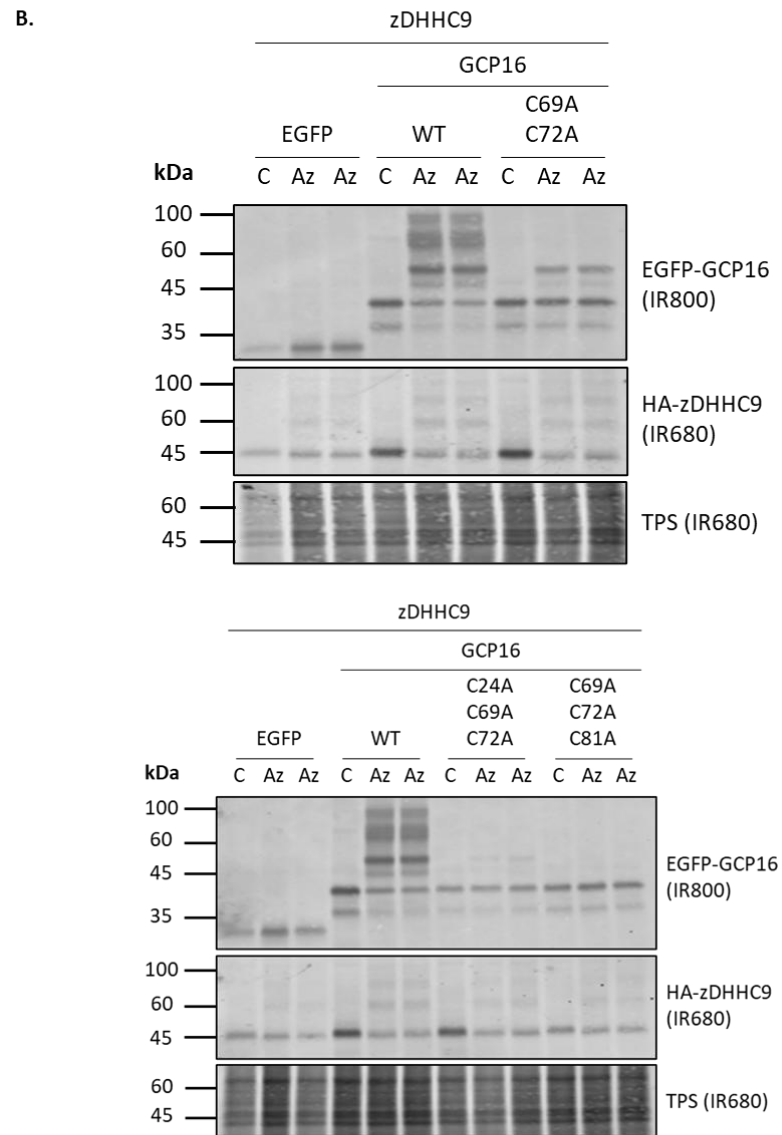 B.
zDHHC9
GCP16
C69A
C72A
EGFP WT
kDa C Az Az C Az Az C Az Az
100
60
45
35
EGFP-GCP16
(IR800)
100
60
45
HA-zDHHC9
(IR680)
60
45
TPS (IR680)
zDHHC9
GCP16
C24A C69A
C69A C72A
EGFP WT C72A C81A
kDa C Az Az C Az Az C Az Az C Az Az
100
60
45
35
EGFP-GCP16
(IR800)
100
60
45
HA-zDHHC9
(IR680)
60
45
TPS (IR680)